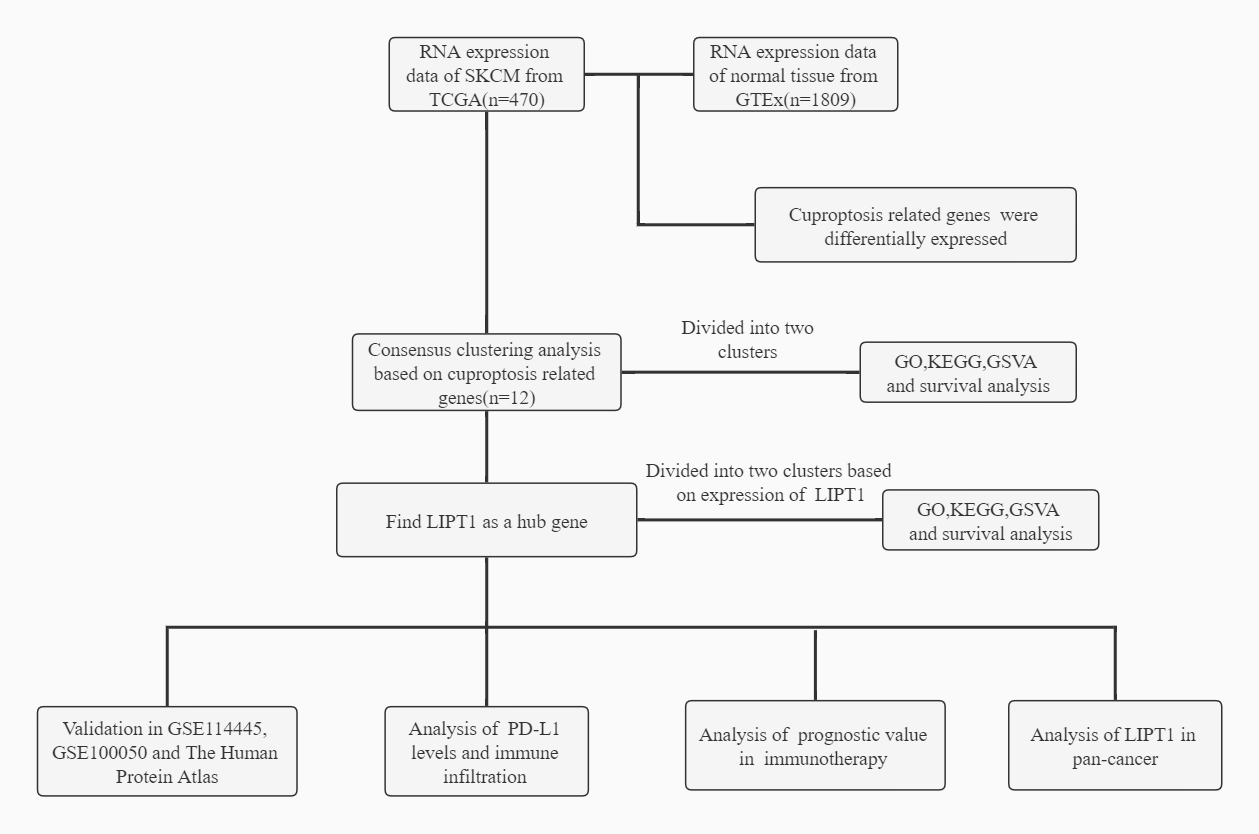 RNA expression
data of SKCM from
TCGA(n=470)
RNA expression data
of normal tissue from
GTEx(n=1809)
Cuproptosis related genes  were
differentially expressed
Consensus clustering analysis
based on cuproptosis related
genes(n=12)
Divided into two
clusters
GO,KEGG,GSVA
and survival analysis
Find LIPT1 as a hub gene
Divided into two clusters based
on expression of  LIPT1
GO,KEGG,GSVA
and survival analysis
Validation in GSE114445,
GSE100050 and The Human
Protein Atlas
Analysis of  PD-L1
levels and immune
infiltration
Analysis of  prognostic value
in  immunotherapy
Analysis of LIPT1 in
pan-cancer